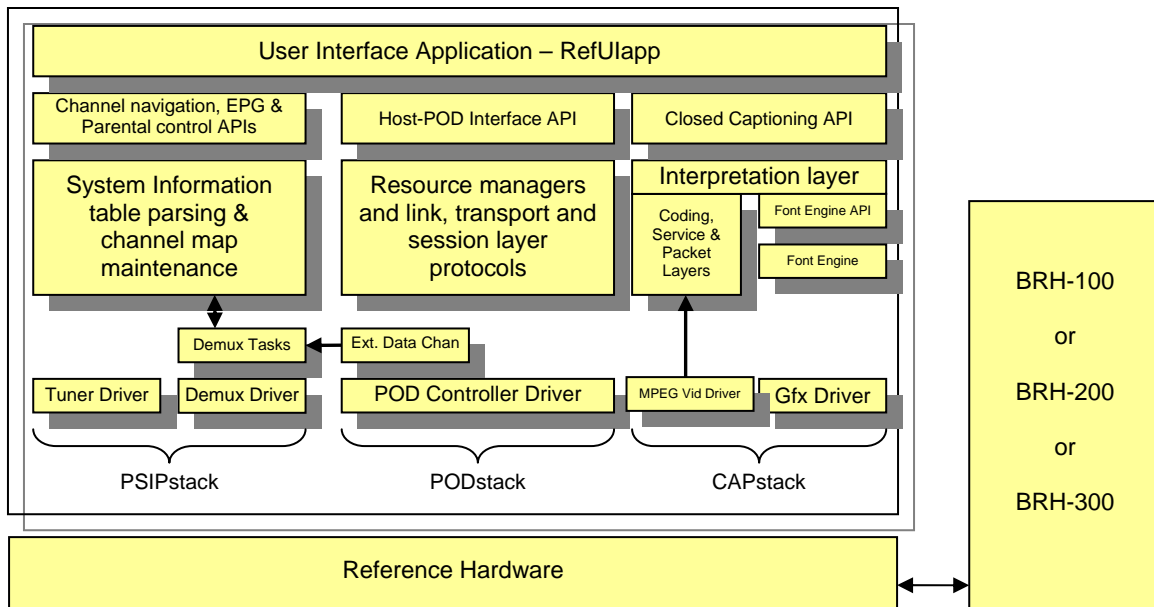 User Interface Application – RefUIapp
Channel navigation, EPG &
Parental control APIs
Host-POD Interface API
Closed Captioning API
System Information
table parsing &
channel map
maintenance
Resource managers
and link, transport and
session layer
protocols
Interpretation layer
Coding,
Service &
Packet
Layers
Font Engine API
Font Engine
Demux Tasks
Ext. Data Chan
Tuner Driver
Demux Driver
POD Controller Driver
MPEG Vid Driver
Gfx Driver
PSIPstack
PODstack
CAPstack
Reference Hardware
BRH-100
or
BRH-200
or
BRH-300